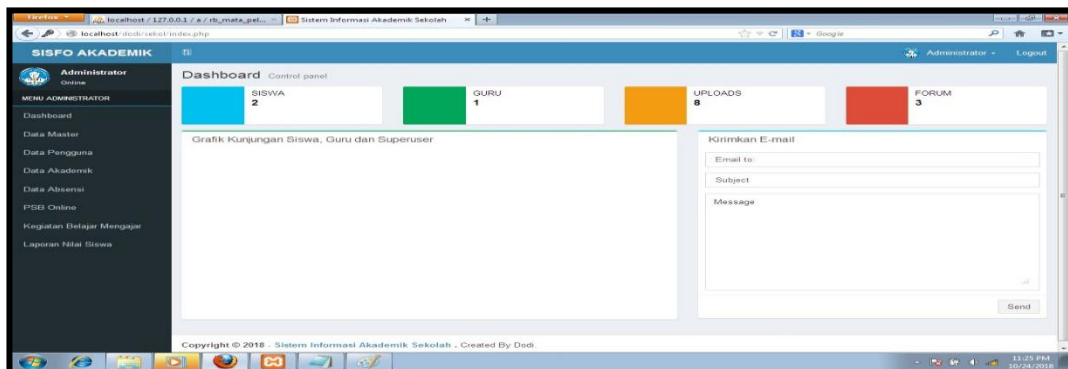 Firefox
localhost / 127.0.0.1 / a / rb_mata_pel...
Sistem Informasi Akademik Sekolah
localhost/dodi/sekol/index.php
Google
SISFO AKADEMIK
Administrator
Logout
Administrator
Online
MENU ADMINISTRATOR
Dashboard
Data Master
Data Pengguna
Data Akademik
Data Absensi
PSB Online
Kegiatan Belajar Mengajar
Laporan Nilai Siswa
Dashboard Control panel
SISWA
2
GURU
1
UPLOADS
8
FORUM
3
Grafik Kunjungan Siswa, Guru dan Superuser
Kirimkan E-mail
Email to:
Subject
Message
Send
Copyright © 2018 - Sistem Informasi Akademik Sekolah . Created By Dodi.
11:25 PM
10/24/2018